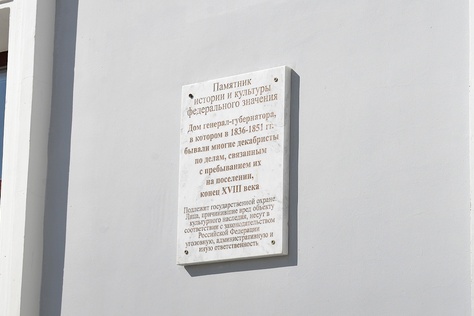 Памятник
истории и культуры
федерального значения
Дом генерал-губернатора,
в котором в 1836-1851 гг.
бывали многие декабристы
по делам, связанным
с пребыванием их
на поселении,
конец XVIII века
Подлежит государственной охране
Лица, причинившие вред объекту
культурного наследия, несут в
соответствии с законодательством
Российской Федерации
уголовную, административную и
иную ответственность